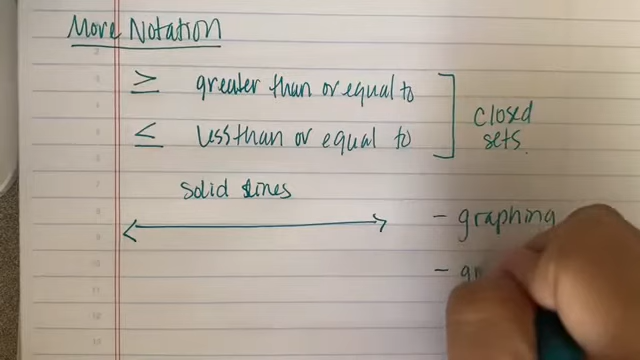 More Notation
≥ greater than or equal to
≤ less than or equal to
closed
sets.
solid lines
- graphing
-